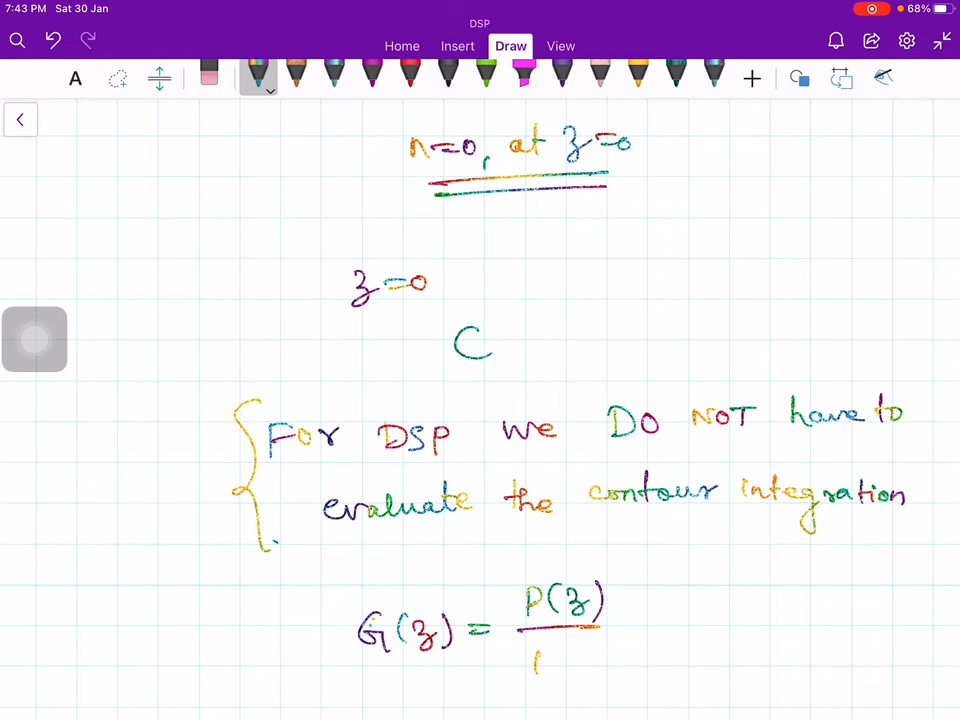 7:43 PM Sat 30 Jan
68%
DSP
Home Insert Draw View
A
n=0, at z=0
z=0
C
For DSP we DO NOT have to
evaluate the contour integration
G(z) = P(z)